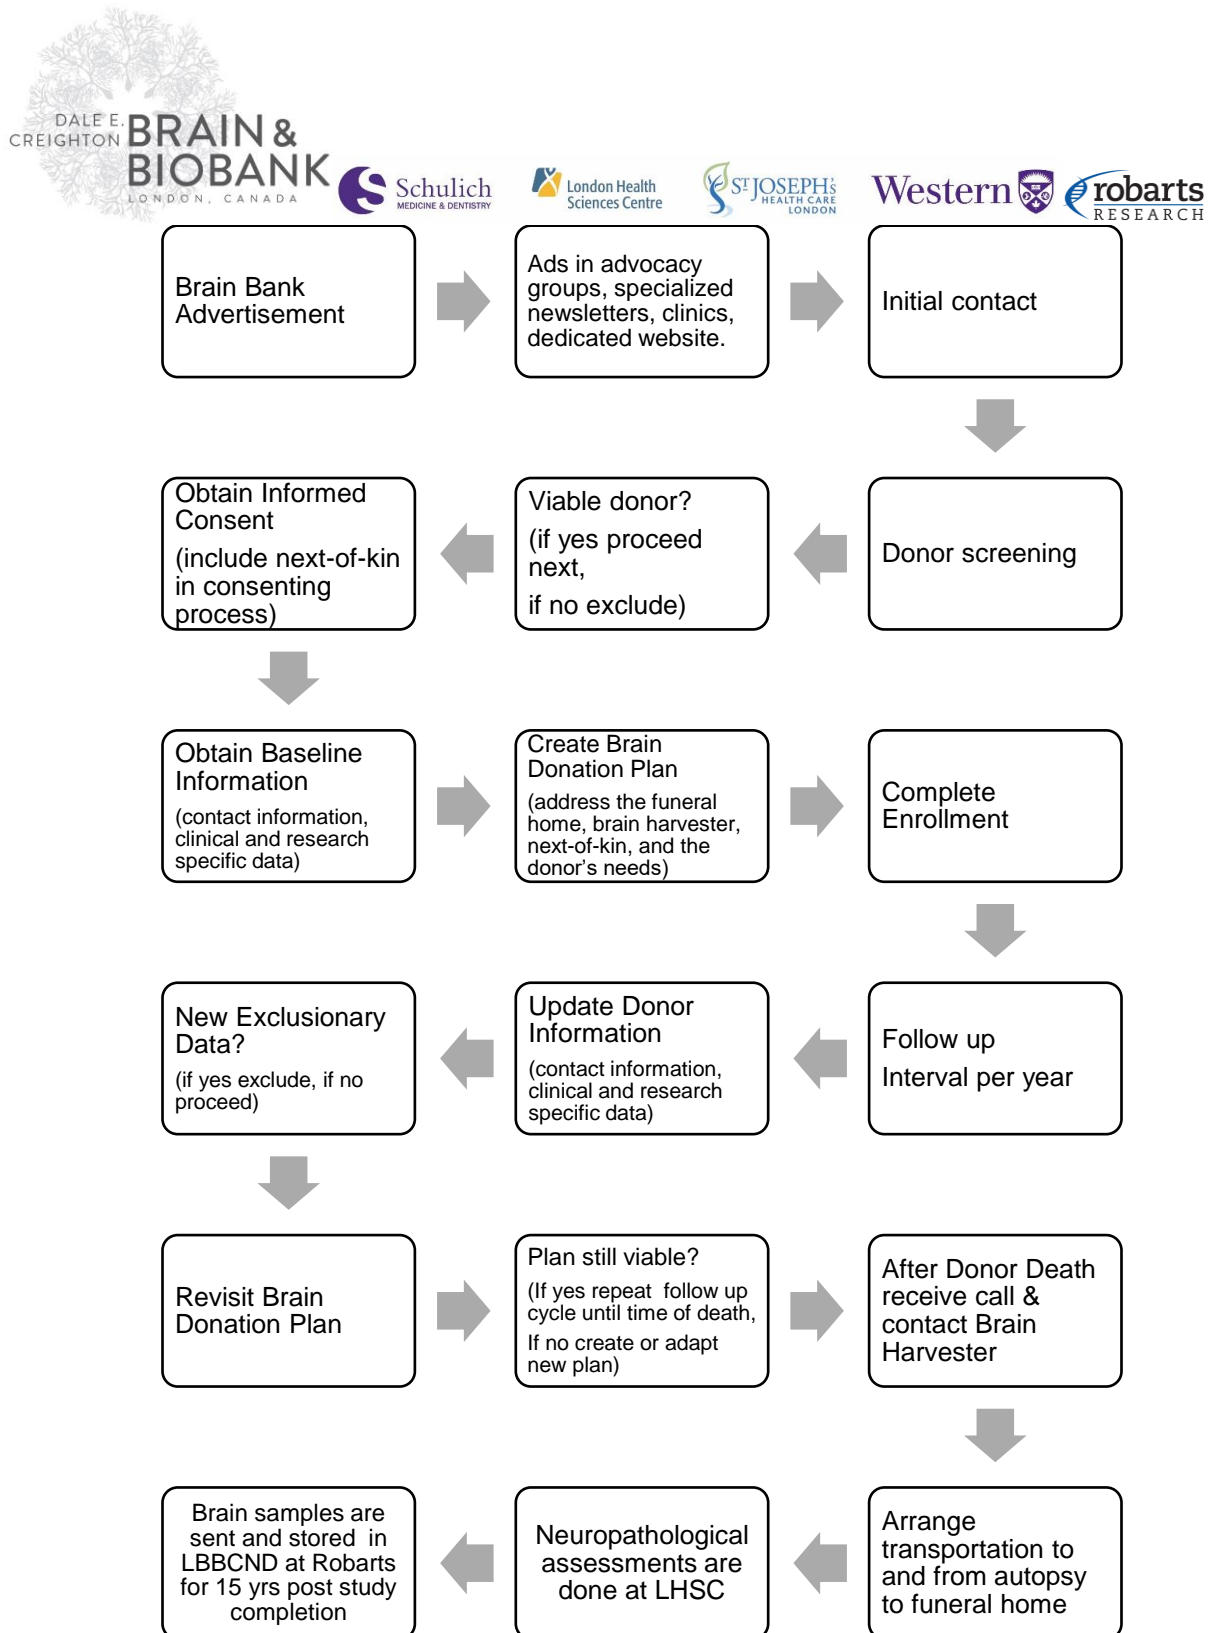 DALE E.
CREIGHTON
BRAIN &
BIOBANK
LONDON, CANADA
Schulich
MEDICINE & DENTISTRY
London Health
Sciences Centre
ST JOSEPH'S
HEALTH CARE
LONDON
Western
robarts
RESEARCH
Brain Bank
Advertisement
Ads in advocacy
groups, specialized
newsletters, clinics,
dedicated website.
Initial contact
Donor screening
Viable donor?
(if yes proceed
next,
if no exclude)
Obtain Informed
Consent
(include next-of-kin
in consenting
process)
Obtain Baseline
Information
(contact information,
clinical and research
specific data)
Create Brain
Donation Plan
(address the funeral
home, brain harvester,
next-of-kin, and the
donor's needs)
Complete
Enrollment
Follow up
Interval per year
Update Donor
Information
(contact information,
clinical and research
specific data)
New Exclusionary
Data?
(if yes exclude, if no
proceed)
Revisit Brain
Donation Plan
Plan still viable?
(If yes repeat follow up
cycle until time of death,
If no create or adapt
new plan)
After Donor Death
receive call &
contact Brain
Harvester
Arrange
transportation to
and from autopsy
to funeral home
Neuropathological
assessments are
done at LHSC
Brain samples are
sent and stored in
LBBCND at Robarts
for 15 yrs post study
completion